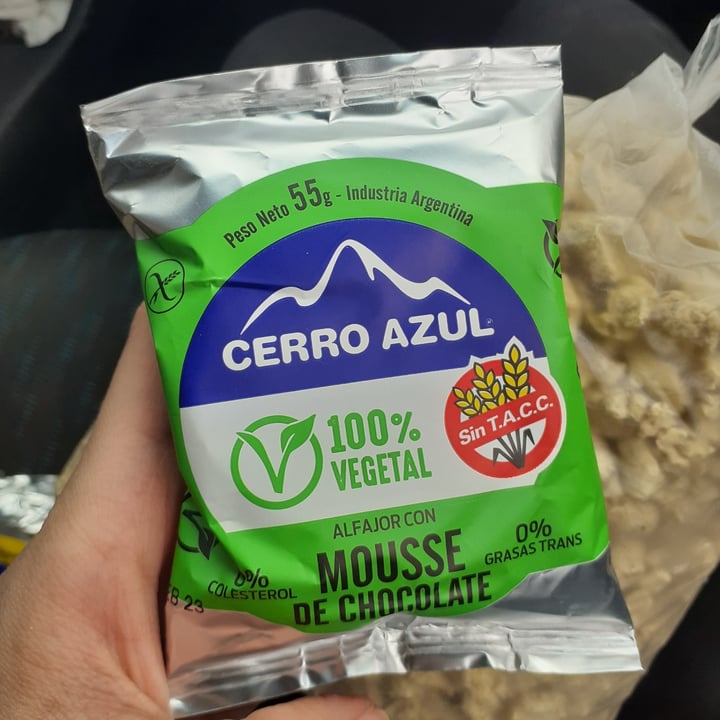 Peso Neto 55g - Industria Argentina
CERRO AZUL
Sin T.A.C.C.
100%
VEGETAL
ALFAJOR CON
MOUSSE
DE CHOCOLATE
0%
GRASAS TRANS
0%
COLESTEROL
23